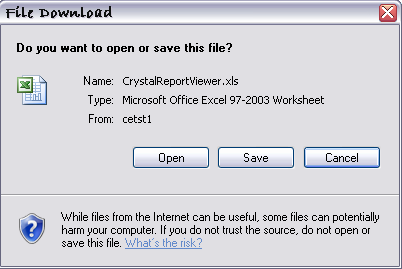 File Download
Do you want to open or save this file?
Name: CrystalReportViewer.xls
Type: Microsoft Office Excel 97-2003 Worksheet
From: cetst1
Open Save Cancel
While files from the Internet can be useful, some files can potentially
harm your computer. If you do not trust the source, do not open or
save this file. What's the risk?